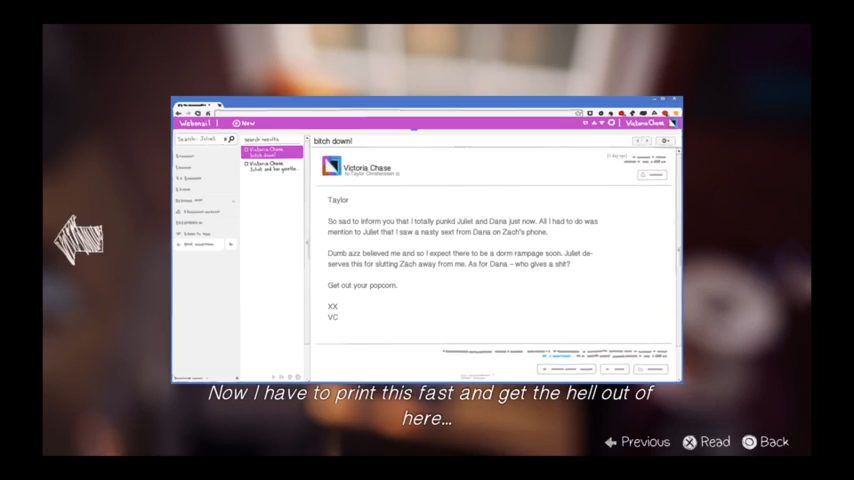 Webmail
New
VictoriaChase
Search: Juliet
search results
Victoria Chase
bitch down!
Victoria Chase
bitch down!
Victoria Chase
to Taylor Christensen
Taylor
So sad to inform you that I totally punkd Juliet and Dana just now. All I had to do was
mention to Juliet that I saw a nasty sext from Dana on Zach's phone.
Dumb azz believed me and so I expect there to be a dorm rampage soon. Juliet de-
serves this for slutting Zach away from me. As for Dana – who gives a shit?
Get out your popcorn.
XX
VC
Now I have to print this fast and get the hell out of
here...
Previous
Read
Back